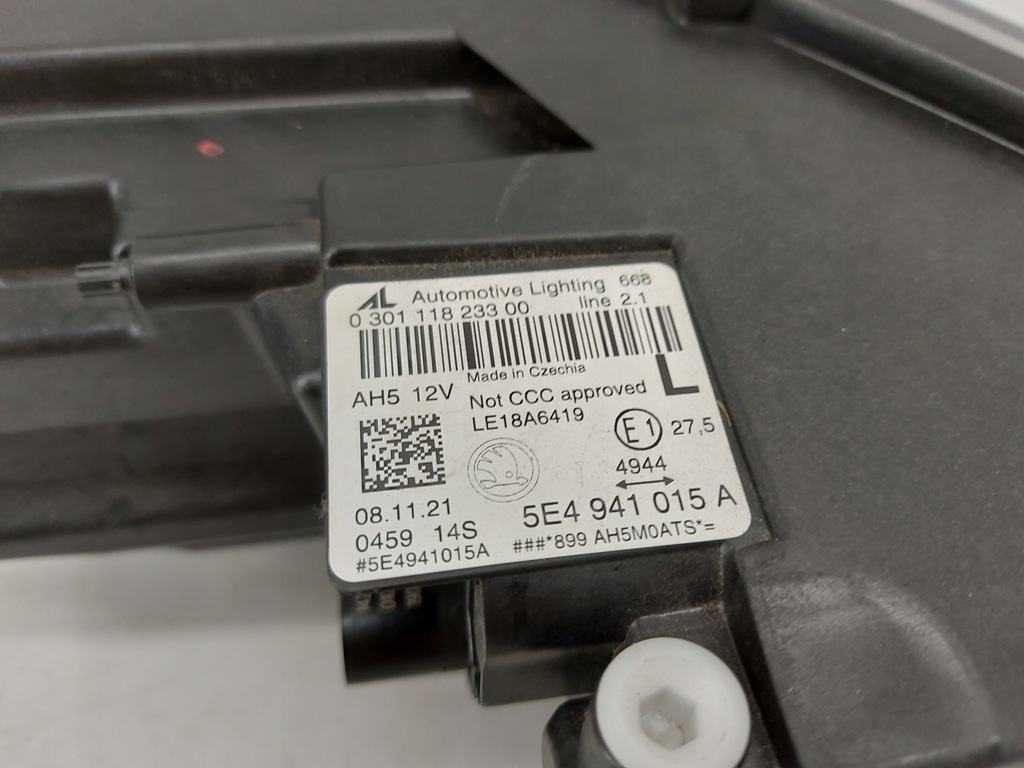 AL Automotive Lighting 668
0 301 118 233 00 line 2.1
Made in Czechia
AH5 12V Not CCC approved L
LE18A6419
E1 27,5
4944
08.11.21 5E4 941 015 A
0459 14S ###*899 AH5M0ATS*=
#5E4941015A